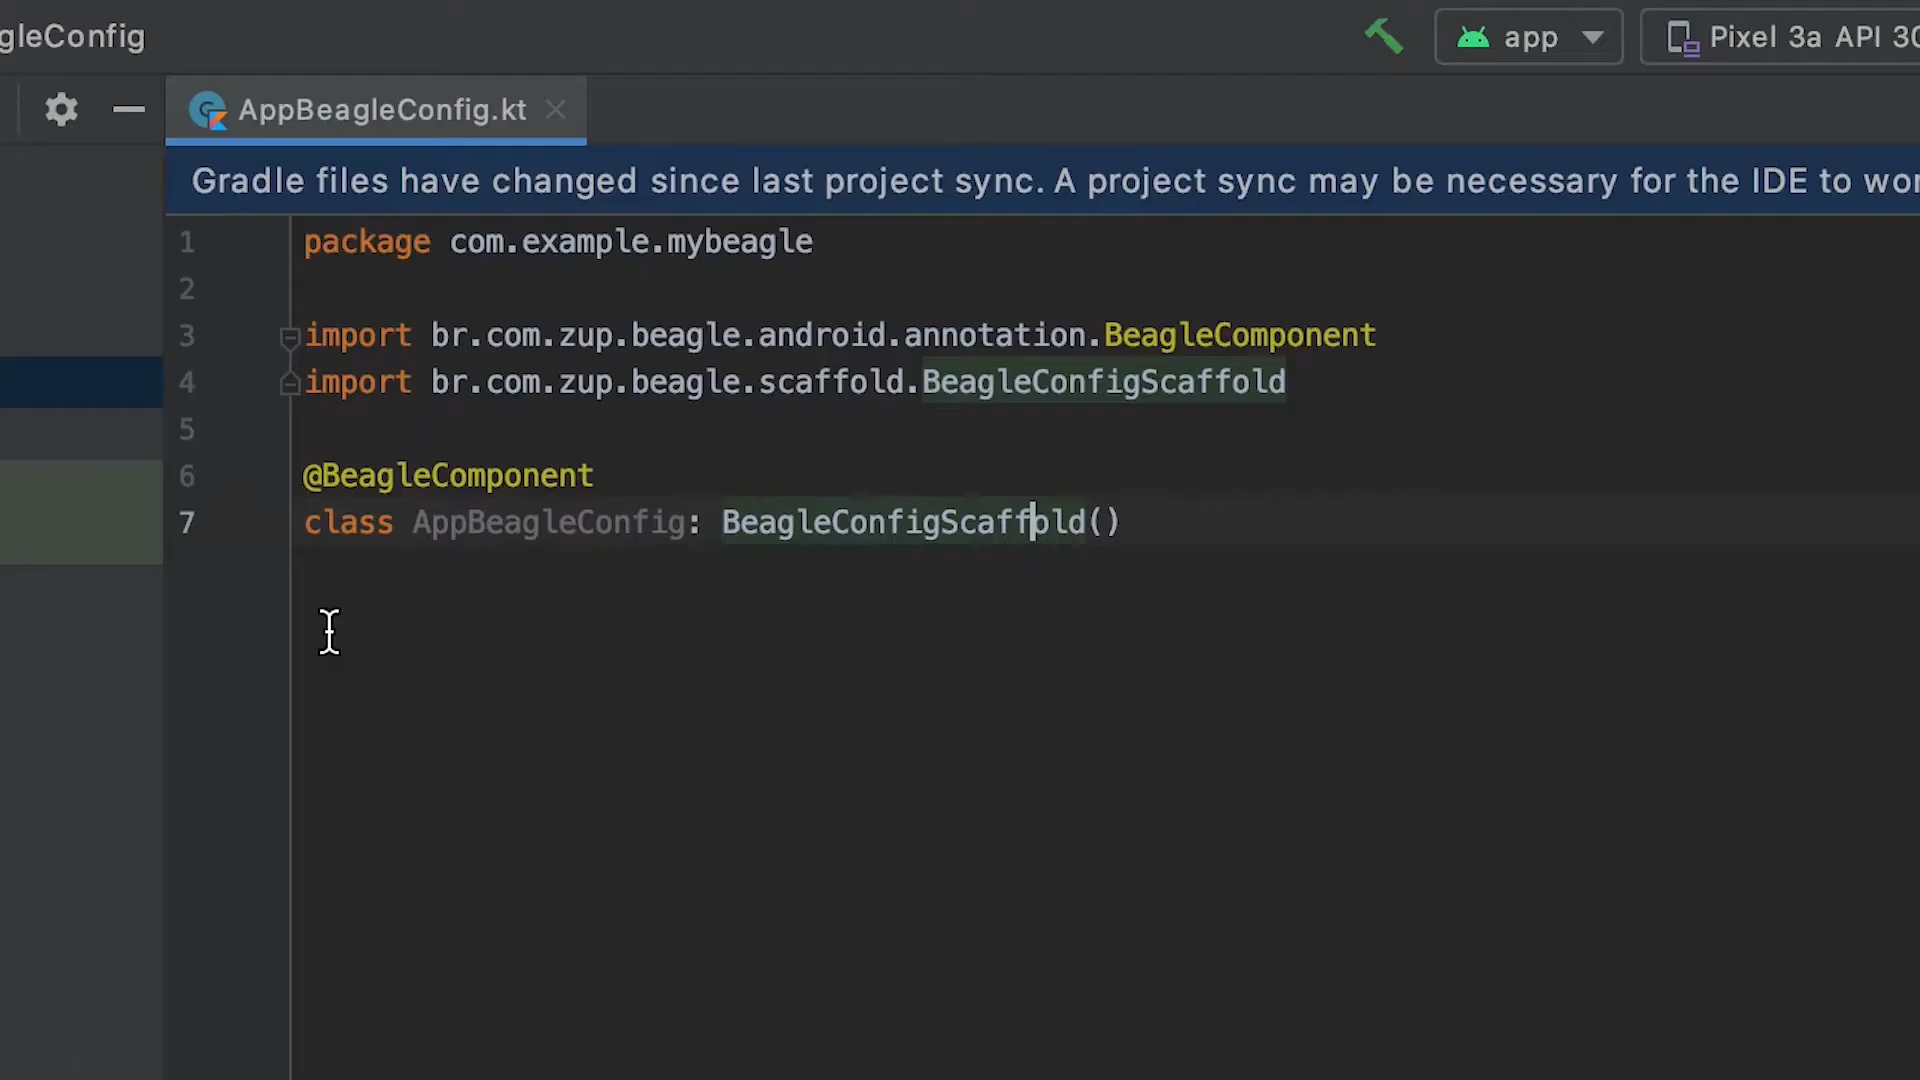 gleConfig
app
Pixel 3a API 30
AppBeagleConfig.kt
Gradle files have changed since last project sync. A project sync may be necessary for the IDE to wor
1 package com.example.mybeagle
2
3 import br.com.zup.beagle.android.annotation.BeagleComponent
4 import br.com.zup.beagle.scaffold.BeagleConfigScaffold
5
6 @BeagleComponent
7 class AppBeagleConfig: BeagleConfigScaffold()